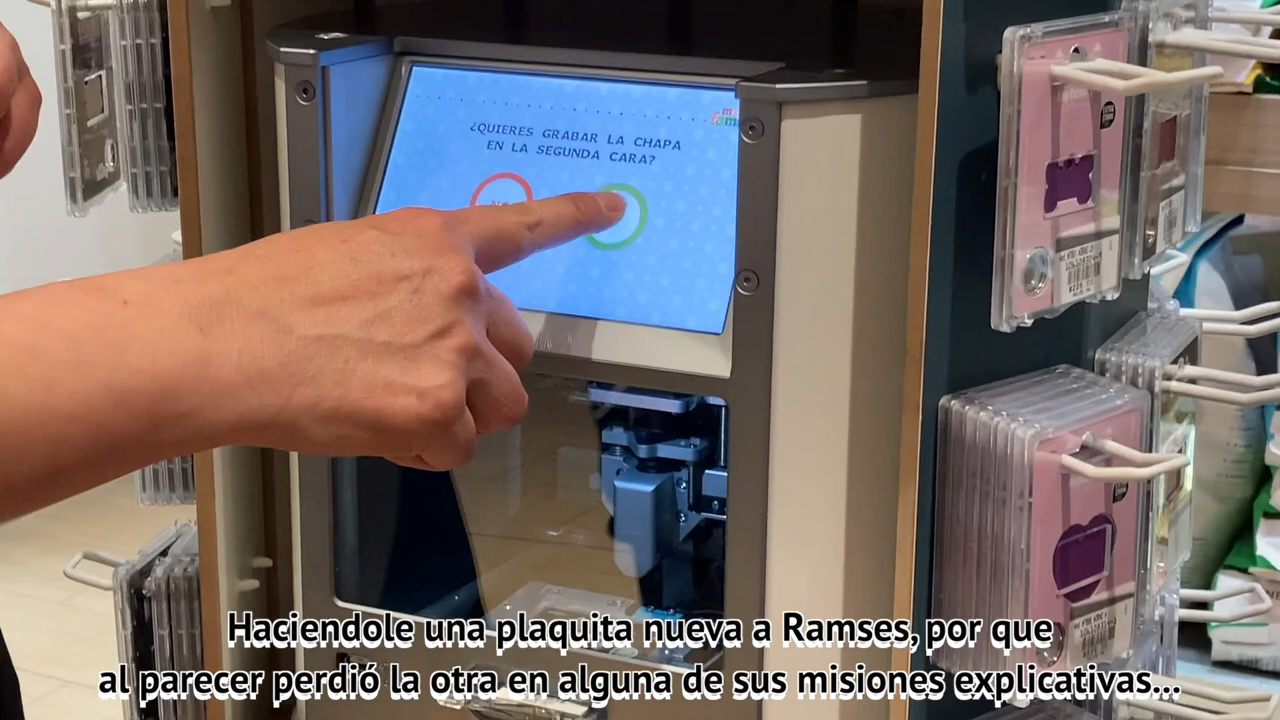 ¿QUIERES GRABAR LA CHAPA
EN LA SEGUNDA CARA?
Haciendole una plaquita nueva a Ramses, por que
al parecer perdió la otra en alguna de sus misiones explicativas...